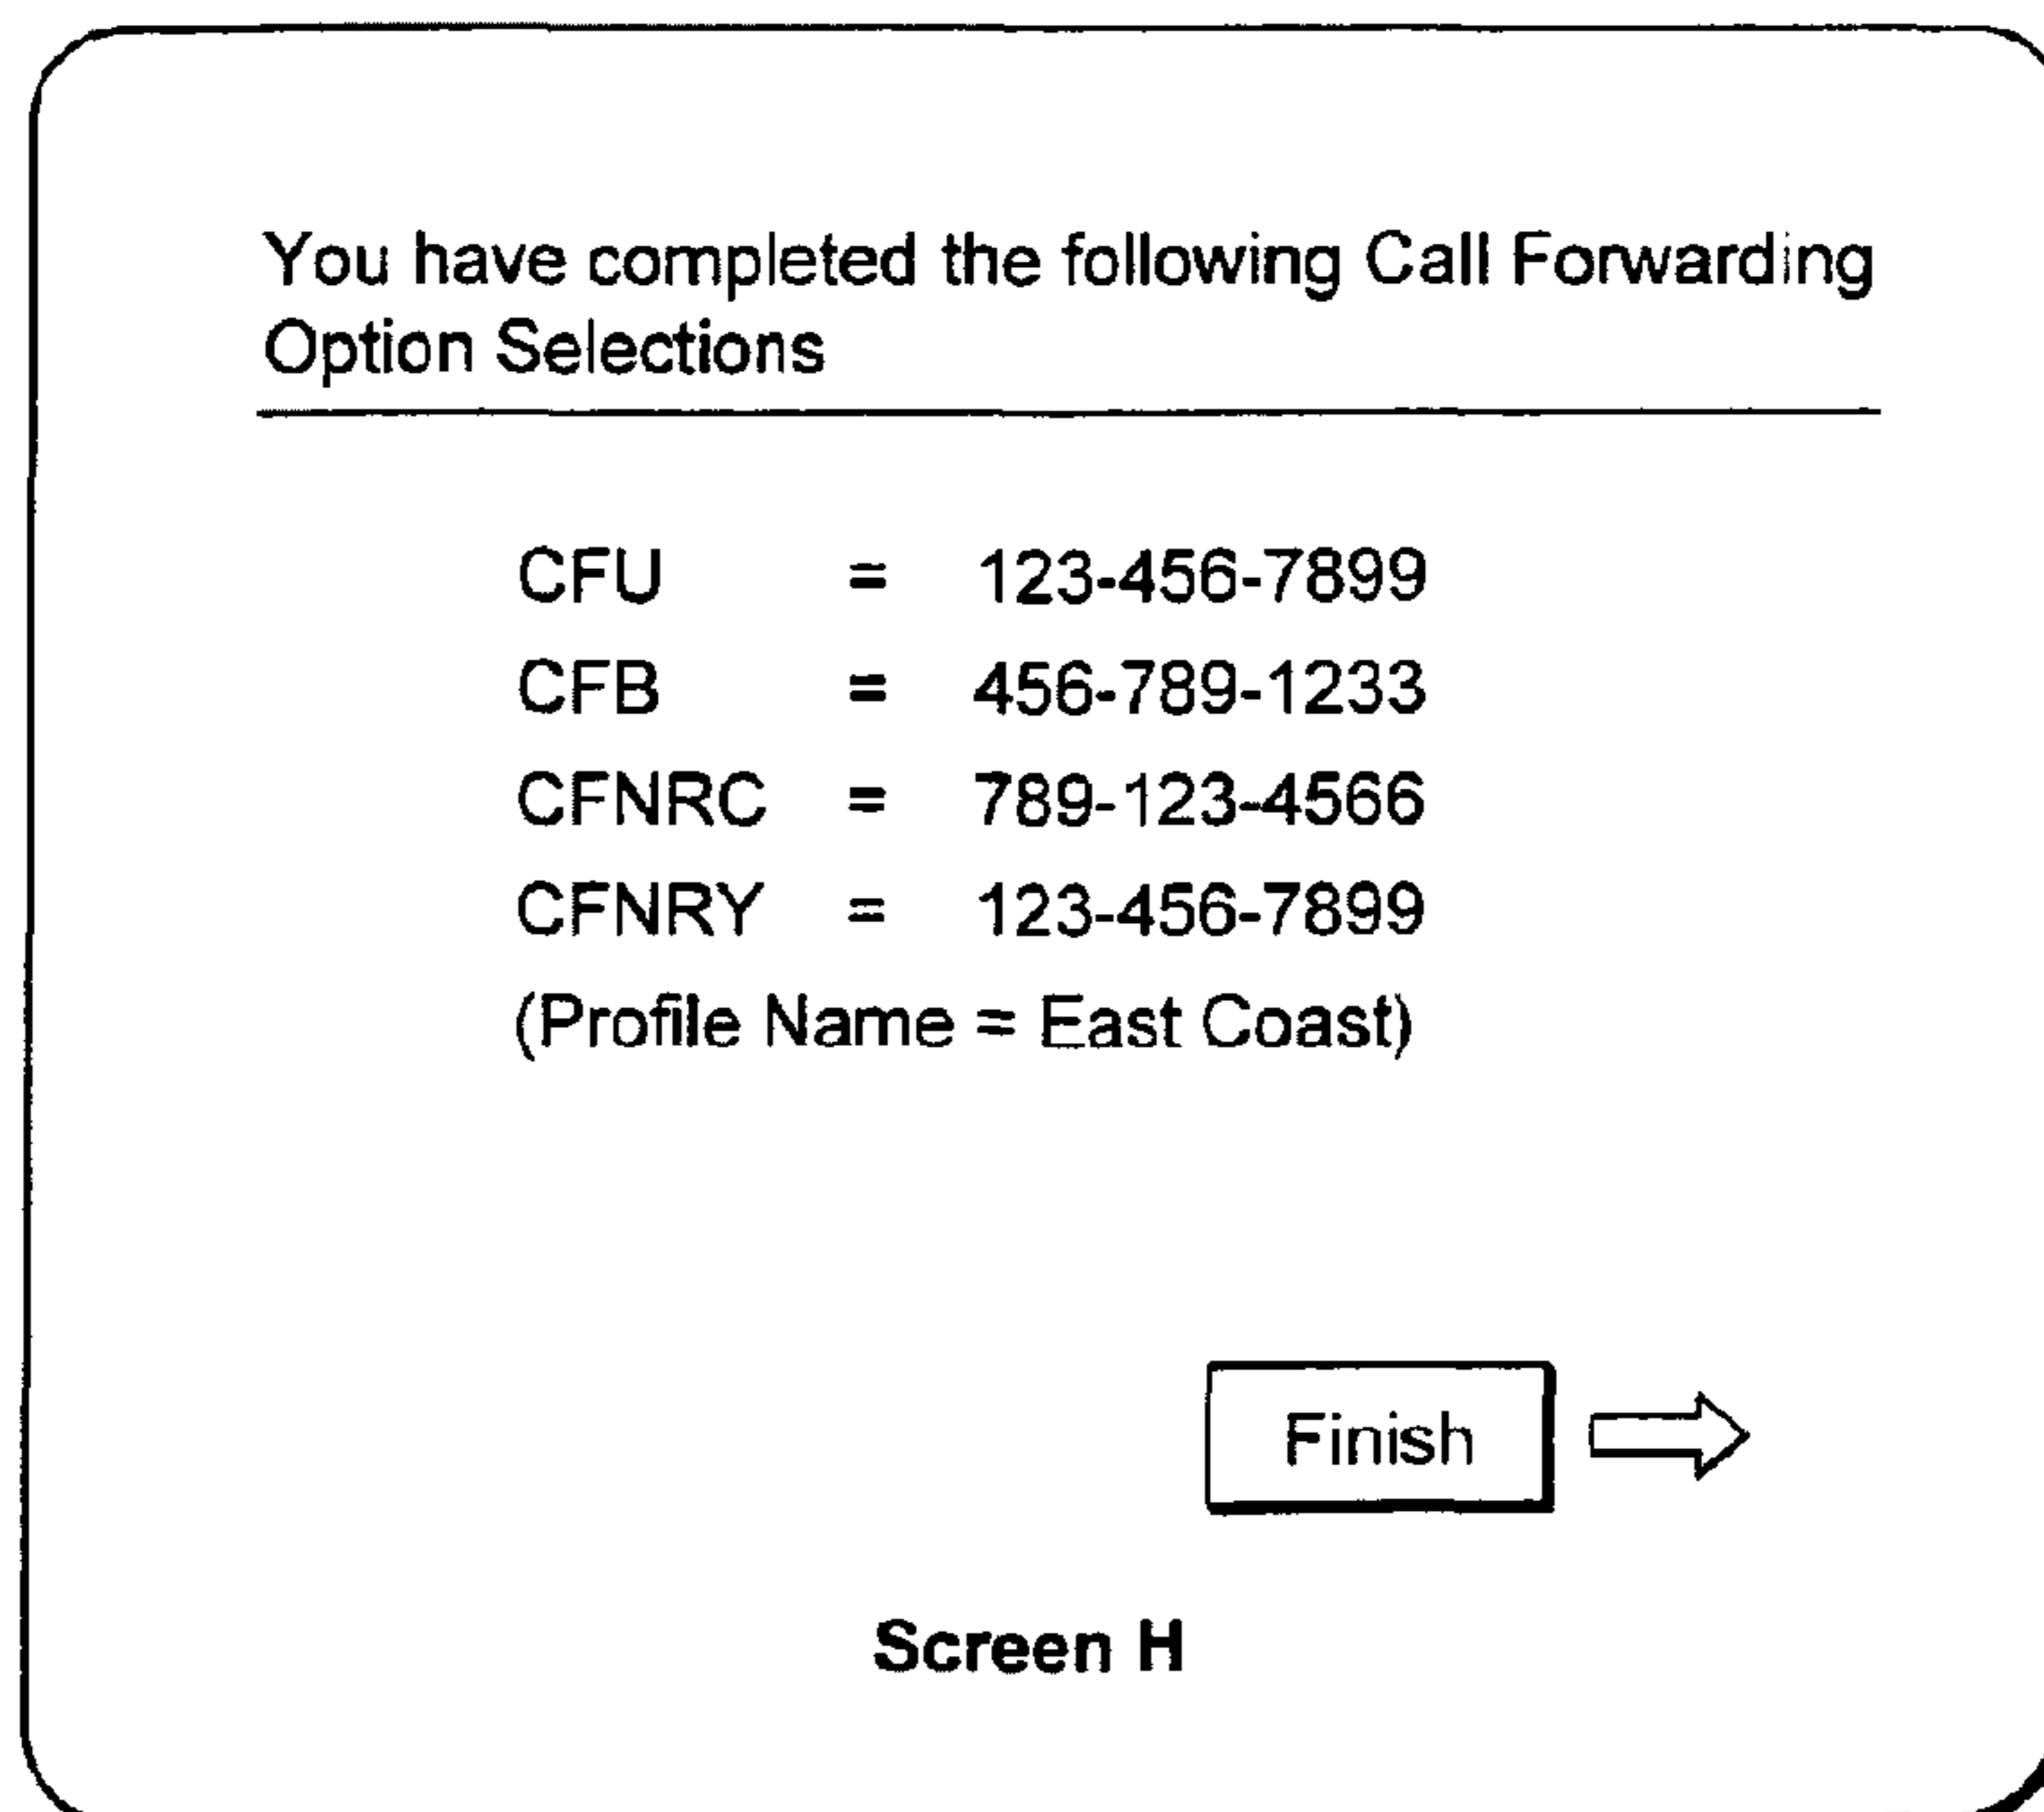 You have completed the following Call Forwarding
Option Selections
CFU = 123-456-7899
CFB = 456-789-1233
CFNRC = 789-123-4566
CFNRY = 123-456-7899
(Profile Name = East Coast)
Finish
Screen H